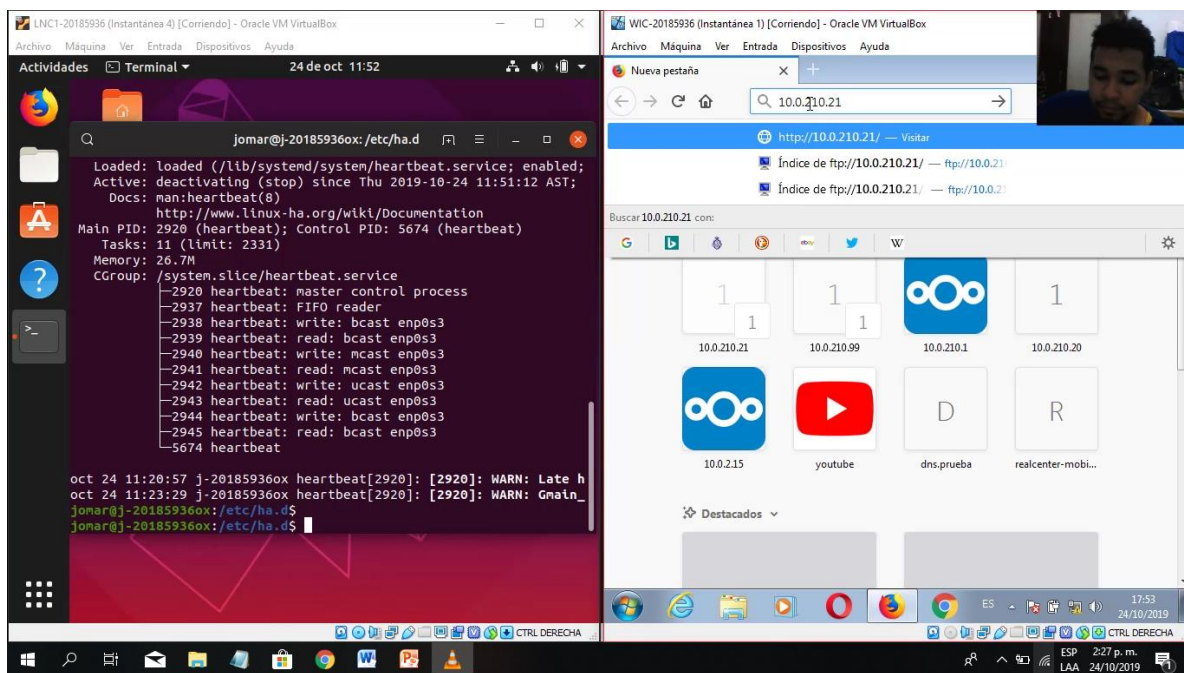 LNC1-20185936 (Instantánea 4) [Corriendo] - Oracle VM VirtualBox
Archivo Máquina Ver Entrada Dispositivos Ayuda
Actividades Terminal 24 de oct 11:52
jomar@j-20185936ox: /etc/ha.d
Loaded: loaded (/lib/systemd/system/heartbeat.service; enabled;
Active: deactivating (stop) since Thu 2019-10-24 11:51:12 AST;
Docs: man:heartbeat(8)
http://www.linux-ha.org/wiki/Documentation
Main PID: 2920 (heartbeat); Control PID: 5674 (heartbeat)
Tasks: 11 (limit: 2331)
Memory: 26.7M
CGroup: /system.slice/heartbeat.service
├─2920 heartbeat: master control process
├─2937 heartbeat: FIFO reader
├─2938 heartbeat: write: bcast enp0s3
├─2939 heartbeat: read: bcast enp0s3
├─2940 heartbeat: write: mcast enp0s3
├─2941 heartbeat: read: mcast enp0s3
├─2942 heartbeat: write: ucast enp0s3
├─2943 heartbeat: read: ucast enp0s3
├─2944 heartbeat: write: bcast enp0s3
├─2945 heartbeat: read: bcast enp0s3
└─5674 heartbeat
oct 24 11:20:57 j-20185936ox heartbeat[2920]: [2920]: WARN: Late h
oct 24 11:23:29 j-20185936ox heartbeat[2920]: [2920]: WARN: Gmain_
jomar@j-20185936ox:/etc/ha.d$
jomar@j-20185936ox:/etc/ha.d$
CTRL DERECHA
WIC-20185936 (Instantánea 1) [Corriendo] - Oracle VM VirtualBox
Archivo Máquina Ver Entrada Dispositivos Ayuda
Nueva pestaña
10.0.210.21
http://10.0.210.21/ — Visitar
Índice de ftp://10.0.210.21/ — ftp://10.0.21
Índice de ftp://10.0.210.21/ — ftp://10.0.21
Buscar 10.0.210.21 con:
G b ebay W
1 1 1 1 1
10.0.210.21 10.0.210.99 10.0.210.1 10.0.210.20
D R
10.0.2.15 youtube dns.prueba realcenter-mobi...
Destacados
ES 17:53
24/10/2019
CTRL DERECHA
ESP 2:27 p. m.
LAA 24/10/2019